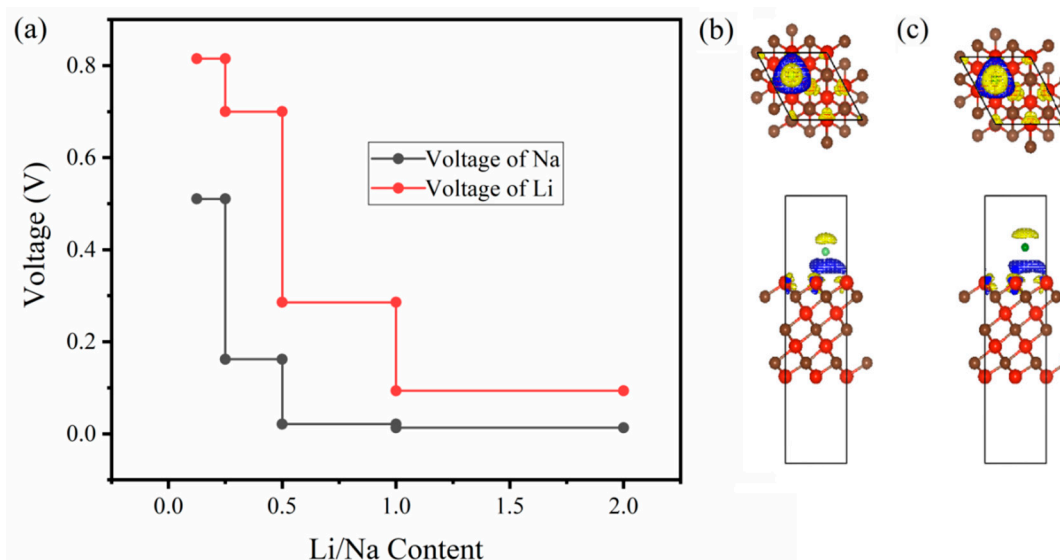 (a)
(b)
(c)
0.8
0.6
0.4
0.2
0.0
Voltage (V)
Voltage of Na
Voltage of Li
0.0 0.5 1.0 1.5 2.0
Li/Na Content